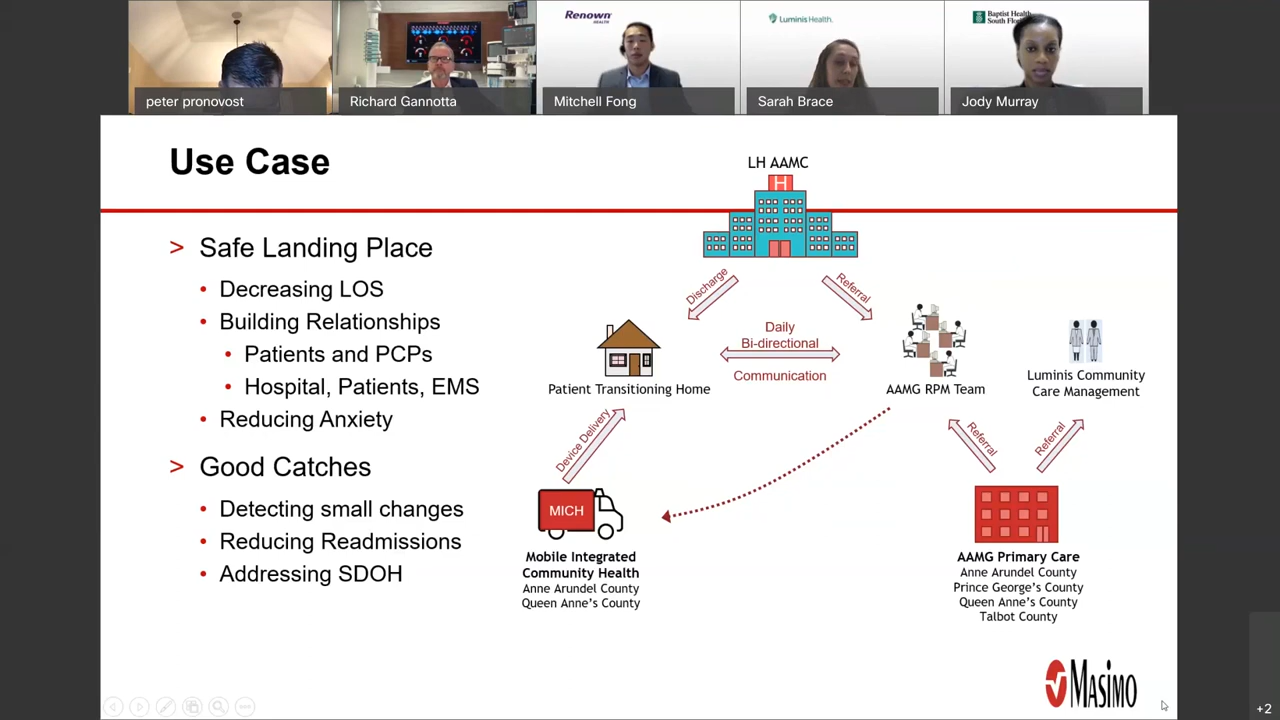 Renown
HEALTH
Luminis Health.
Baptist Health
South Florida
peter pronovost
Richard Gannotta
Mitchell Fong
Sarah Brace
Jody Murray
Use Case
> Safe Landing Place
• Decreasing LOS
• Building Relationships
• Patients and PCPs
• Hospital, Patients, EMS
• Reducing Anxiety
> Good Catches
• Detecting small changes
• Reducing Readmissions
• Addressing SDOH
LH AAMC
H
Discharge
Referral
Daily
Bi-directional
Communication
Patient Transitioning Home
AAMG RPM Team
Luminis Community
Care Management
Device Delivery
Referral
Referral
MICH
Mobile Integrated
Community Health
Anne Arundel County
Queen Anne's County
AAMG Primary Care
Anne Arundel County
Prince George's County
Queen Anne's County
Talbot County
Masimo
+2